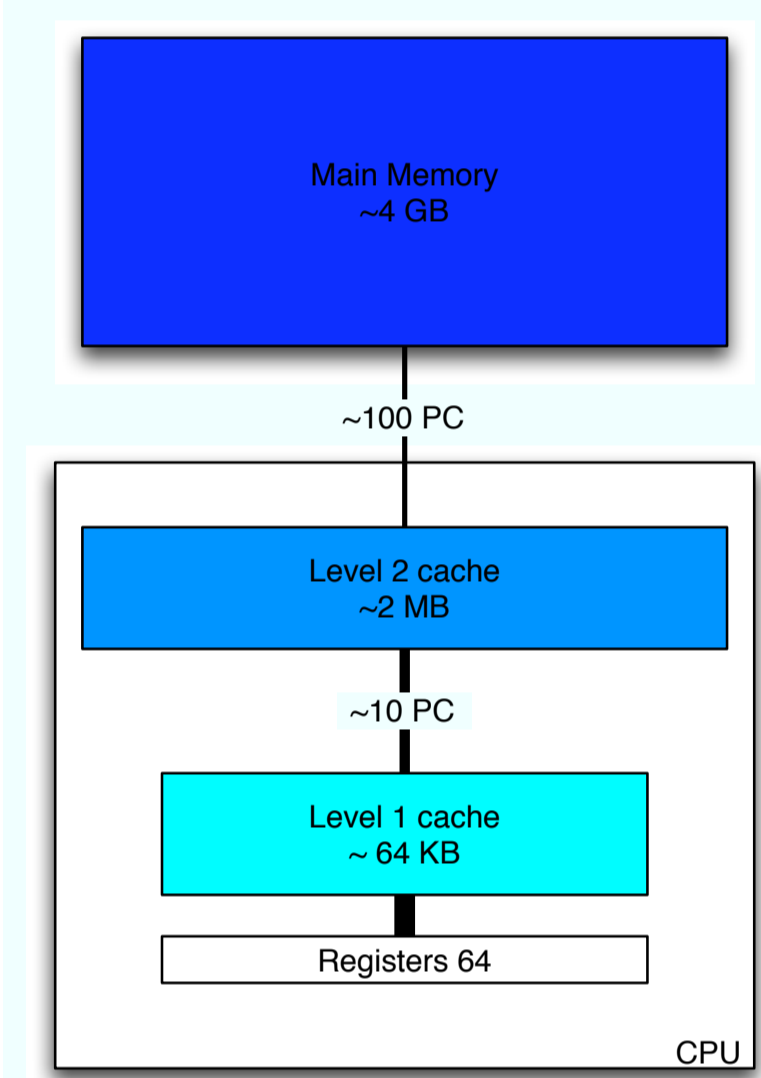 Main Memory
~4 GB
~100 PC
Level 2 cache
~2 MB
~10 PC
Level 1 cache
~ 64 KB
Registers 64
CPU